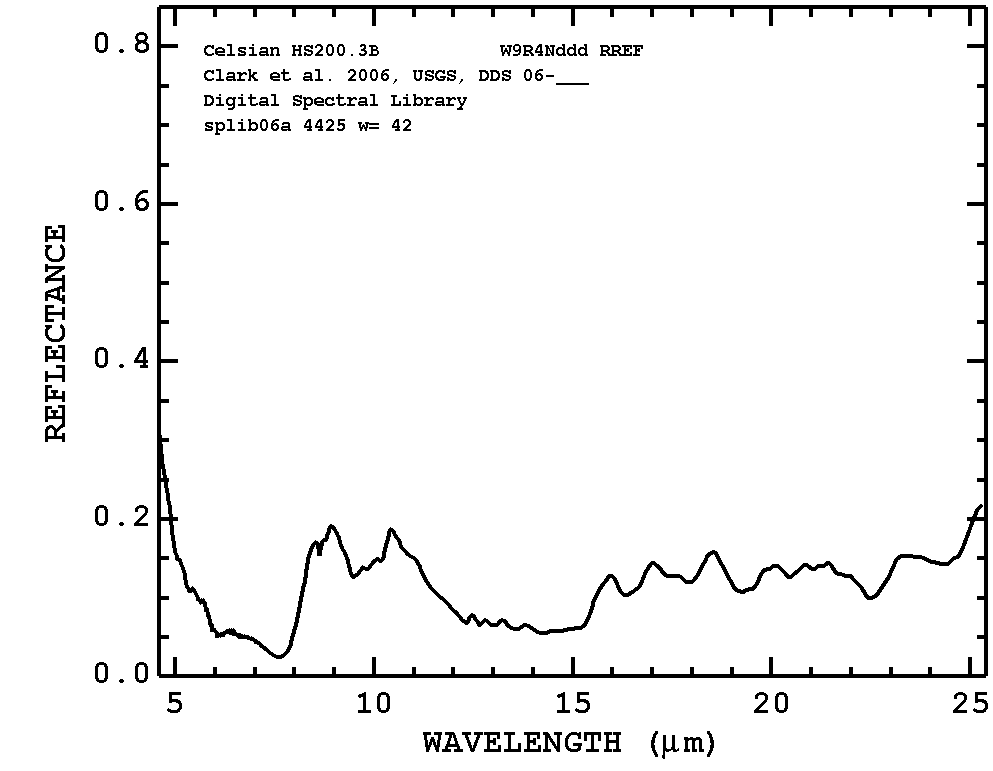 Celsian HS200.3B W9R4Nddd RREF
Clark et al. 2006, USGS, DDS 06-___
Digital Spectral Library
splib06a 4425 w= 42
0.8
0.6
0.4
0.2
0.0
REFLECTANCE
5 10 15 20 25
WAVELENGTH (μm)